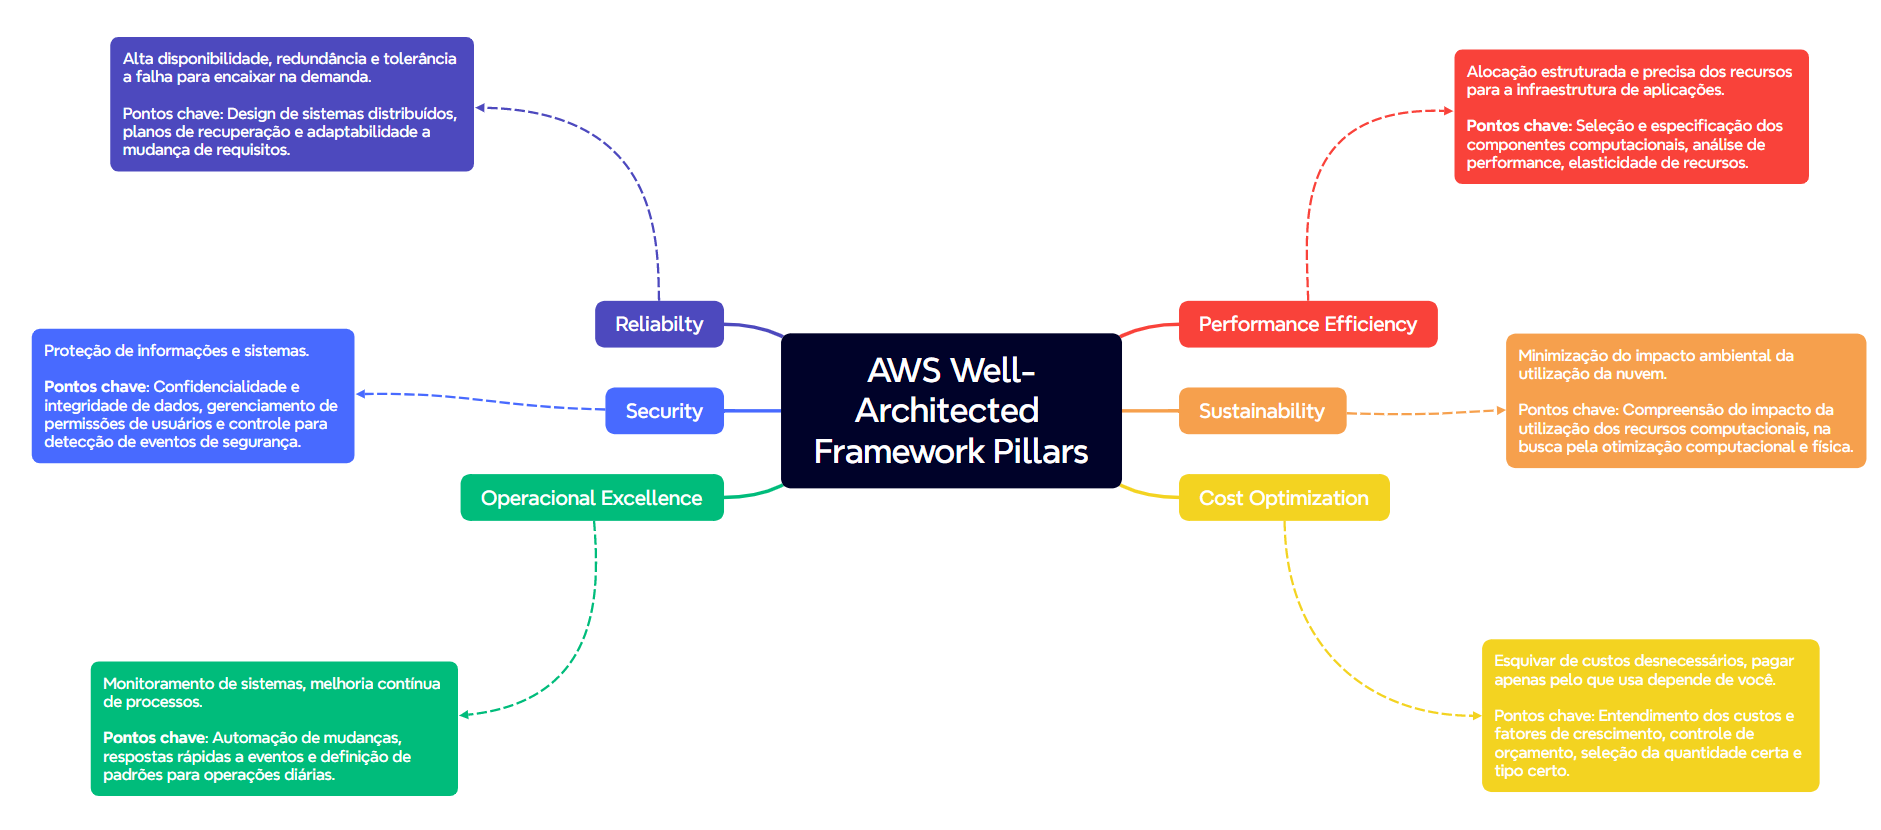 Alta disponibilidade, redundância e tolerância
a falha para encaixar na demanda.
Pontos chave: Design de sistemas distribuídos,
planos de recuperação e adaptabilidade a
mudança de requisitos.
Alocação estruturada e precisa dos recursos
para a infraestrutura de aplicações.
Pontos chave: Seleção e especificação dos
componentes computacionais, análise de
performance, elasticidade de recursos.
Reliabilty
Performance Efficiency
Proteção de informações e sistemas.
Pontos chave: Confidencialidade e
integridade de dados, gerenciamento de
permissões de usuários e controle para
detecção de eventos de segurança.
Security
AWS Well-
Architected
Framework Pillars
Sustainability
Minimização do impacto ambiental da
utilização da nuvem.
Pontos chave: Compreensão do impacto da
utilização dos recursos computacionais, na
busca pela otimização computacional e física.
Operacional Excellence
Cost Optimization
Monitoramento de sistemas, melhoria contínua
de processos.
Pontos chave: Automação de mudanças,
respostas rápidas a eventos e definição de
padrões para operações diárias.
Esquivar de custos desnecessários, pagar
apenas pelo que usa depende de você.
Pontos chave: Entendimento dos custos e
fatores de crescimento, controle de
orçamento, seleção da quantidade certa e
tipo certo.